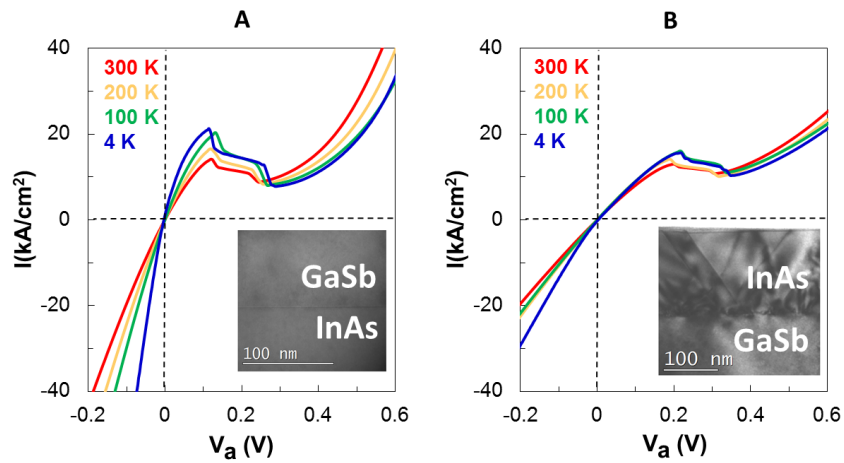 A
I(kA/cm²)
40
20
0
-20
-40
300 K
200 K
100 K
4 K
GaSb
InAs
100 nm
-0.2
0
0.2
0.4
0.6
Va (V)
B
I(kA/cm²)
40
20
0
-20
-40
300 K
200 K
100 K
4 K
InAs
GaSb
100 nm
-0.2
0
0.2
0.4
0.6
Va (V)